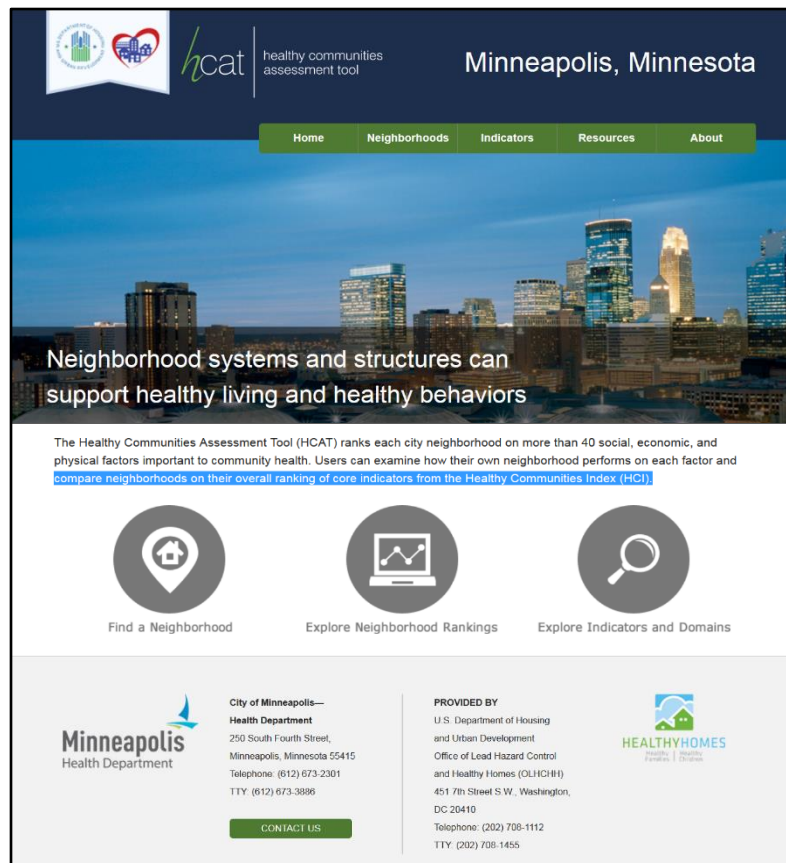 hcat
healthy communities
assessment tool
Minneapolis, Minnesota
Home Neighborhoods Indicators Resources About
Neighborhood systems and structures can
support healthy living and healthy behaviors
The Healthy Communities Assessment Tool (HCAT) ranks each city neighborhood on more than 40 social, economic, and
physical factors important to community health. Users can examine how their own neighborhood performs on each factor and
compare neighborhoods on their overall ranking of core indicators from the Healthy Communities Index (HCI).
Find a Neighborhood
Explore Neighborhood Rankings
Explore Indicators and Domains
Minneapolis
Health Department
City of Minneapolis—
Health Department
250 South Fourth Street,
Minneapolis, Minnesota 55415
Telephone: (612) 673-2301
TTY: (612) 673-3886
CONTACT US
PROVIDED BY
U.S. Department of Housing
and Urban Development
Office of Lead Hazard Control
and Healthy Homes (OLHCHH)
451 7th Street S.W., Washington,
DC 20410
Telephone: (202) 708-1112
TTY: (202) 708-1455
HEALTHYHOMES
Healthy Healthy
Families Children